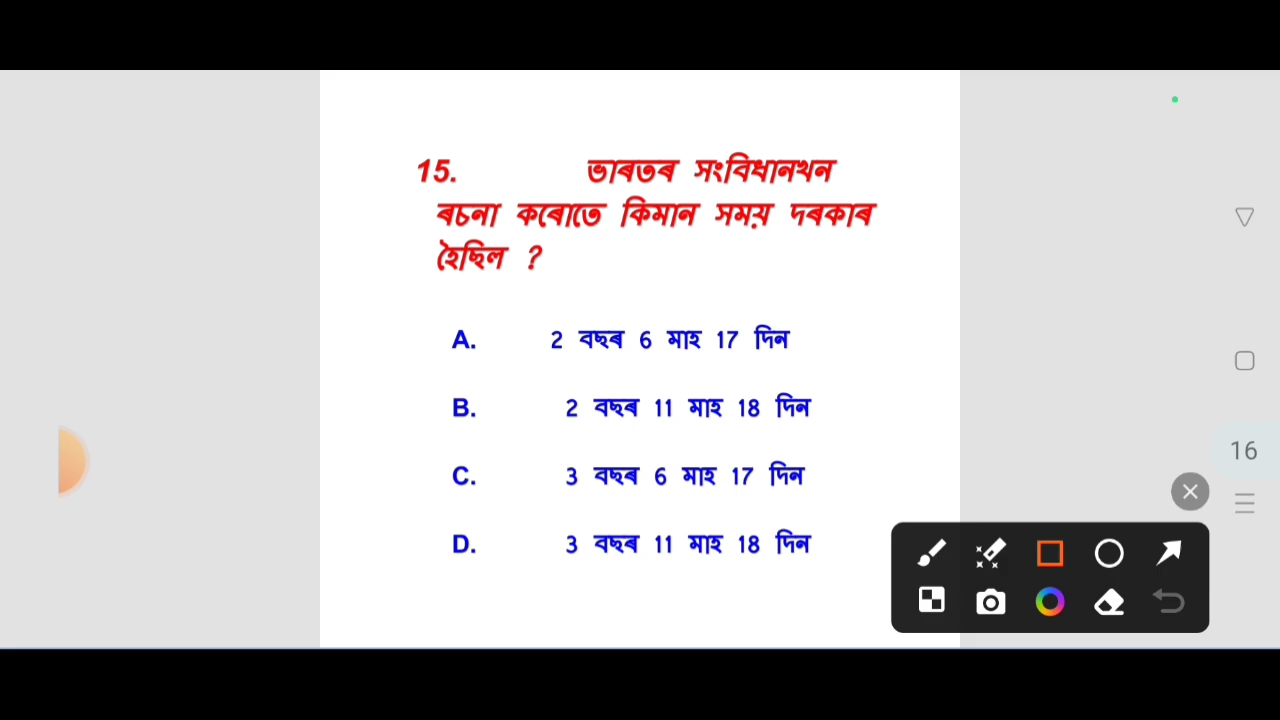 15. ভাৰতৰ সংবিধানখন
ৰচনা কৰোতে কিমান সময় দৰকাৰ
হৈছিল ?
A. 2 বছৰ 6 মাহ 17 দিন
B. 2 বছৰ 11 মাহ 18 দিন
C. 3 বছৰ 6 মাহ 17 দিন
D. 3 বছৰ 11 মাহ 18 দিন
16